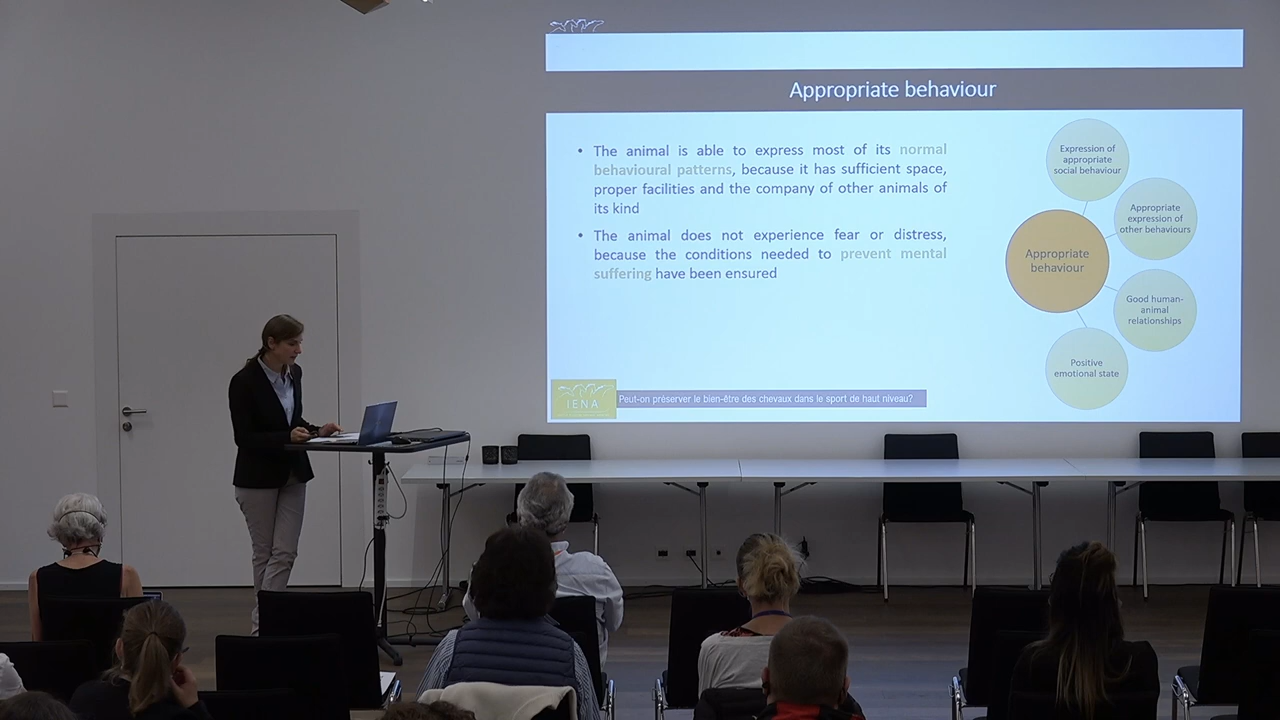 Appropriate behaviour
• The animal is able to express most of its normal
behavioural patterns, because it has sufficient space,
proper facilities and the company of other animals of
its kind
• The animal does not experience fear or distress,
because the conditions needed to prevent mental
suffering have been ensured
Expression of
appropriate
social behaviour
Appropriate
expression of
other behaviours
Appropriate
behaviour
Good human-
animal
relationships
Positive
emotional state
IENA
Peut-on préserver le bien-être des chevaux dans le sport de haut niveau?